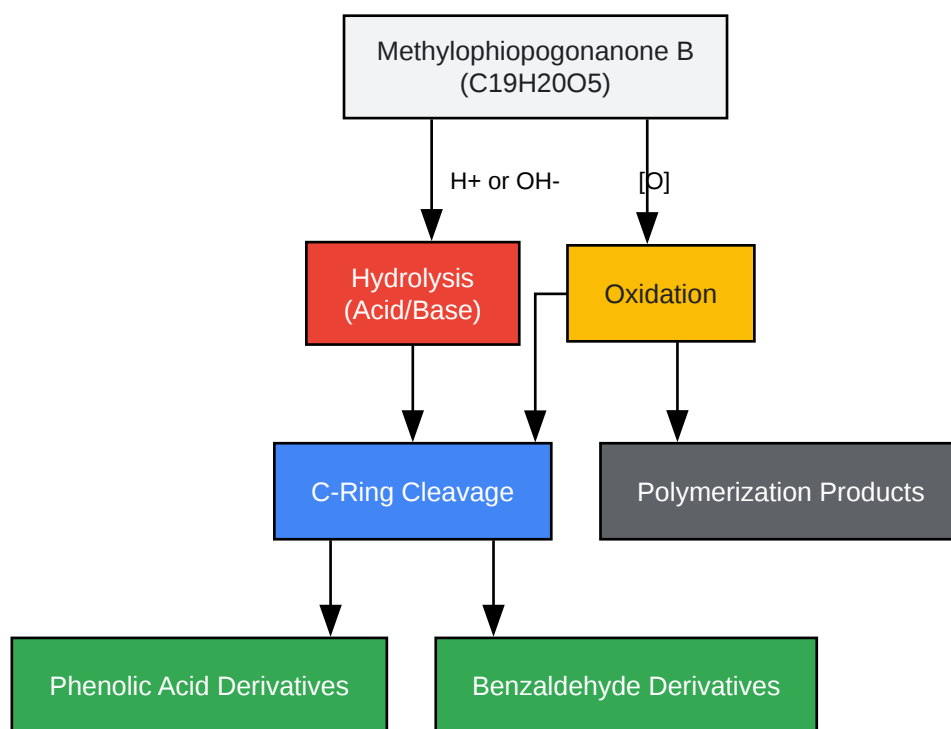 Methylophiopogonanone B
(C19H20O5)
H+ or OH-
[O]
Hydrolysis
(Acid/Base)
Oxidation
C-Ring Cleavage
Polymerization Products
Phenolic Acid Derivatives
Benzaldehyde Derivatives